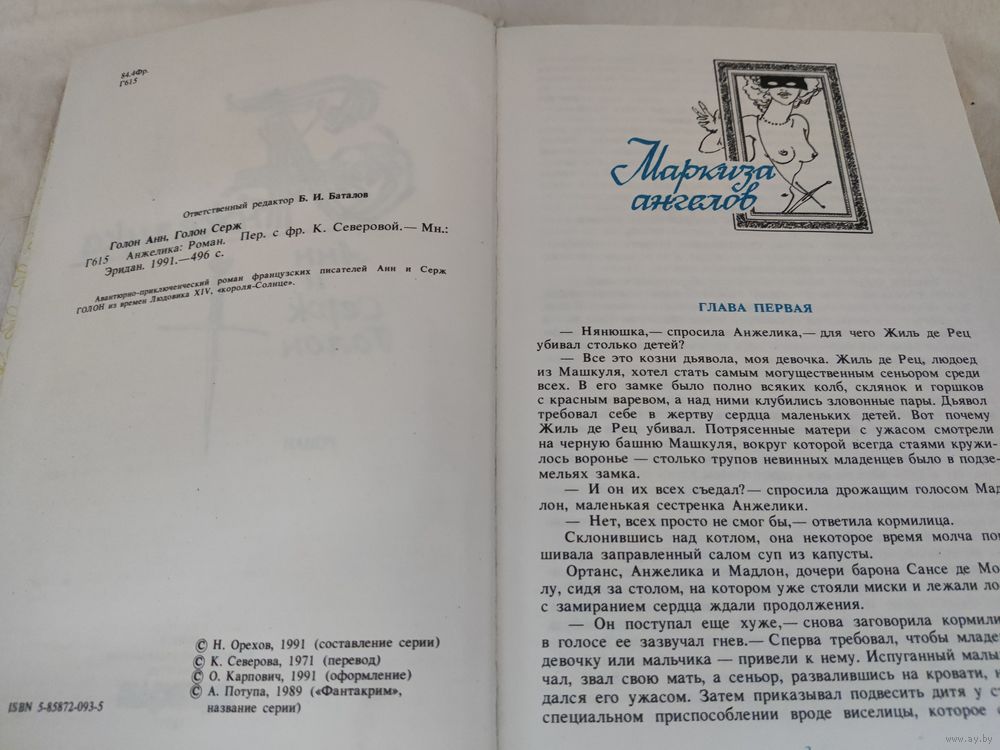 84.4Фр.
Г615
Ответственный редактор Б. И. Баталов
Голон Анн. Голон Серж
Г615 Анжелика: Роман. Пер. с фр. К. Северовой.— Мн.:
Эридан. 1991.—496 с.
Авантюрно-приключенческий роман французских писателей Анн и Серж
ГОЛОН из времен Людовика XIV, «короля-Солнце».
© Н. Орехов, 1991 (составление серии)
© К. Северова, 1971 (перевод)
© О. Карпович, 1991 (оформление)
© А. Потупа, 1989 («Фантакрим»,
название серии)
ISBN 5-85872-093-5
Маркиза
ангелов
ГЛАВА ПЕРВАЯ
— Нянюшка,— спросила Анжелика,— для чего Жиль де Рец
убивал столько детей?
— Все это козни дьявола, моя девочка. Жиль де Рец, людоед
из Машкуля, хотел стать самым могущественным сеньором среди
всех. В его замке было полно всяких колб, склянок и горшков
с красным варевом, а над ними клубились зловонные пары. Дьявол
требовал себе в жертву сердца маленьких детей. Вот почему
Жиль де Рец убивал. Потрясенные матери с ужасом смотрели
на черную башню Машкуля, вокруг которой всегда стаями кружи-
лось воронье — столько трупов невинных младенцев было в подзе-
мельях замка.
— И он их всех съедал?— спросила дрожащим голосом Мад
лон, маленькая сестренка Анжелики.
— Нет, всех просто не смог бы,— ответила кормилица.
Склонившись над котлом, она некоторое время молча пом
шивала заправленный салом суп из капусты.
Ортанс, Анжелика и Мадлон, дочери барона Сансе де Мо
лу, сидя за столом, на котором уже стояли миски и лежали ло
с замиранием сердца ждали продолжения.
— Он поступал еще хуже,— снова заговорила кормили
в голосе ее зазвучал гнев.— Сперва требовал, чтобы младе
девочку или мальчика — привели к нему. Испуганный малы
чал, звал свою мать, а сеньор, развалившись на кровати, н
дался его ужасом. Затем приказывал подвесить дитя у ст
специальном приспособлении вроде виселицы, которое с
www.ay.by